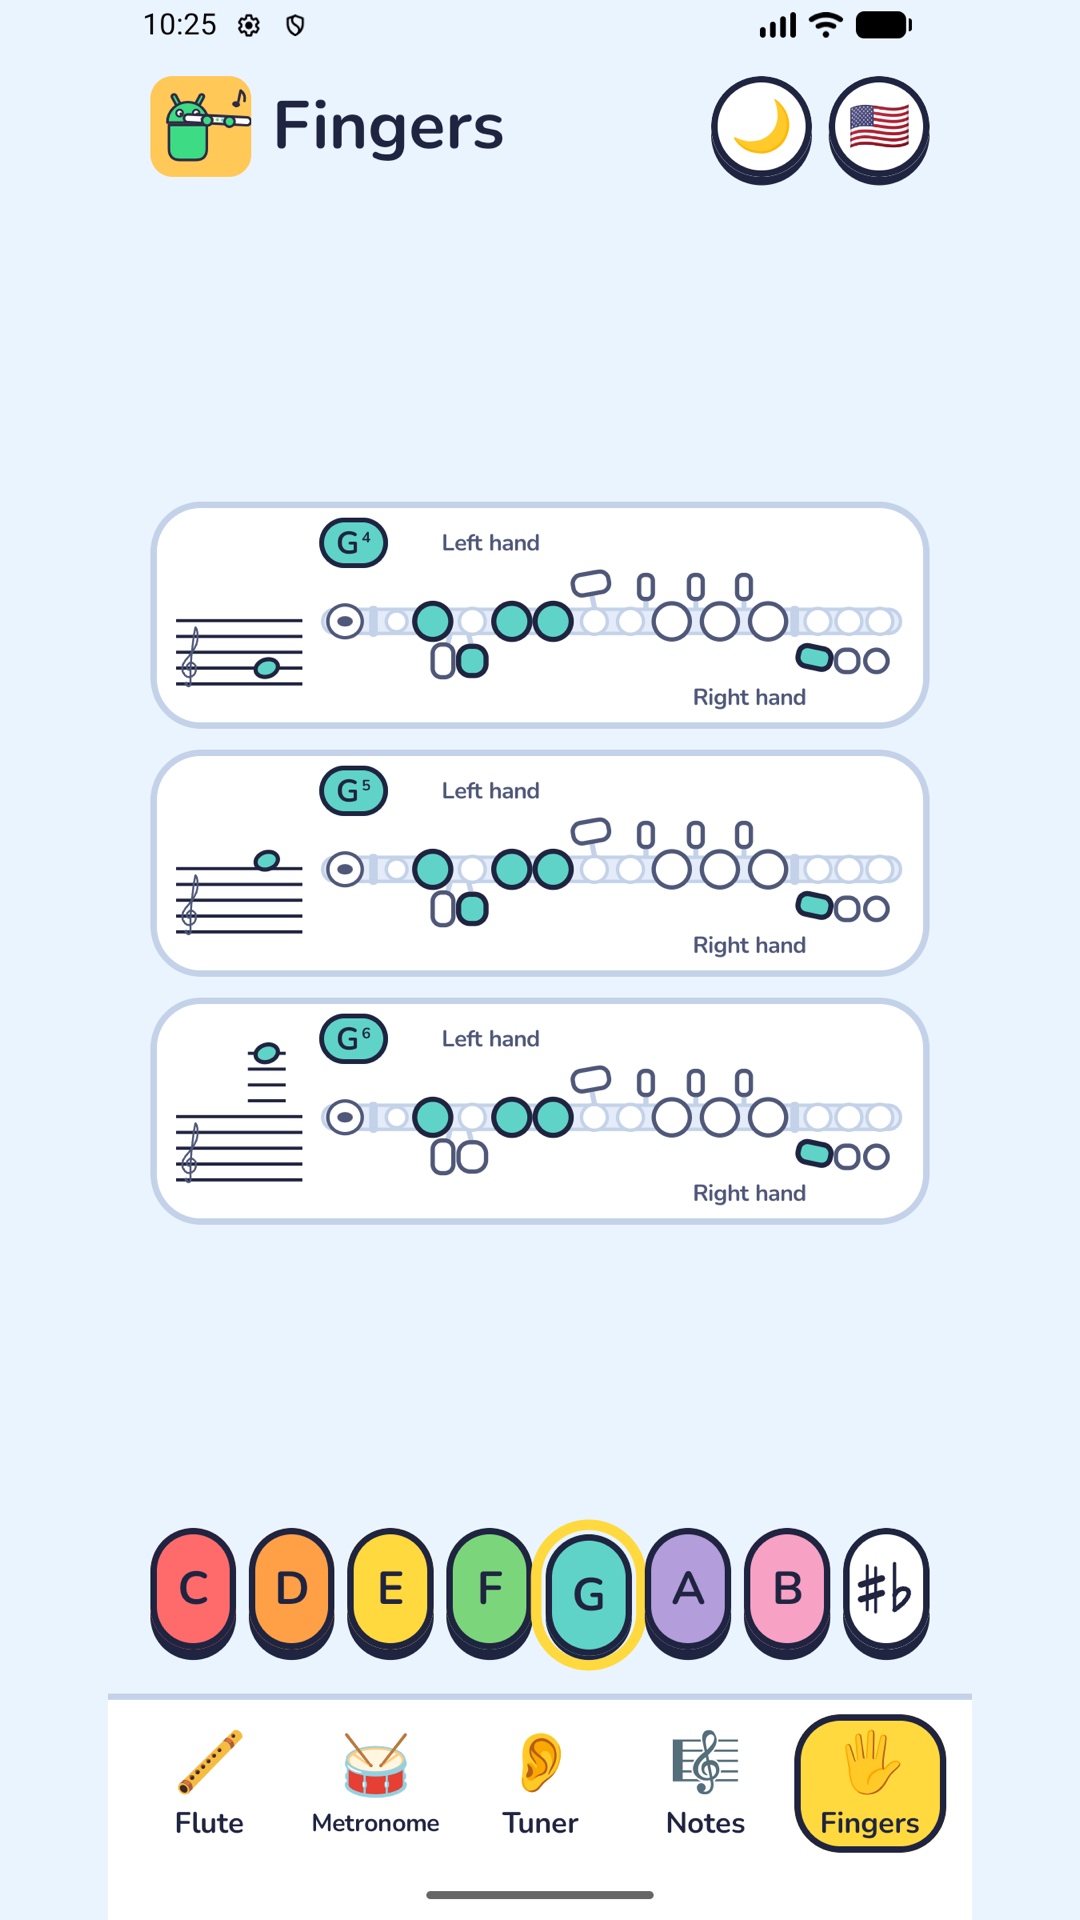 10:25
Fingers
G4 Left hand
Right hand
G5 Left hand
Right hand
G6 Left hand
Right hand
C D E F G A B #♭
Flute Metronome Tuner Notes Fingers